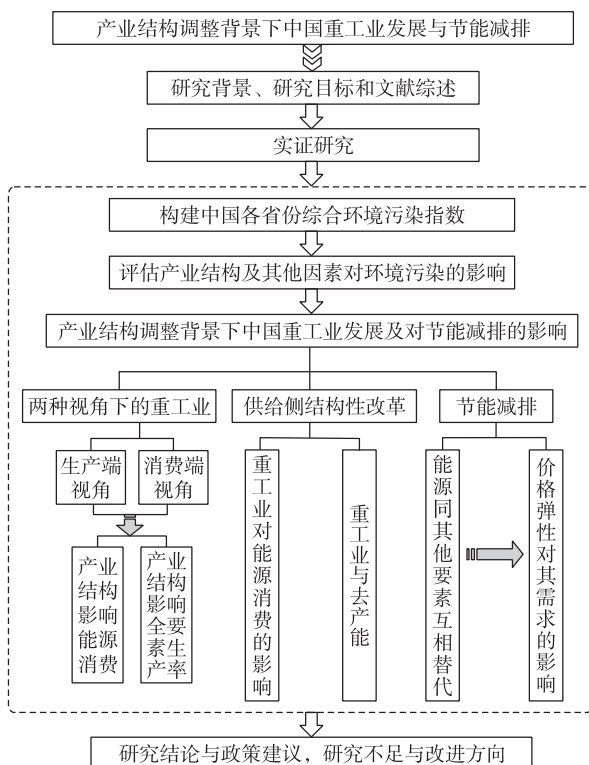 产业结构调整背景下中国重工业发展与节能减排
研究背景、研究目标和文献综述
实证研究
构建中国各省份综合环境污染指数
评估产业结构及其他因素对环境污染的影响
产业结构调整背景下中国重工业发展及对节能减排的影响
两种视角下的重工业
供给侧结构性改革
节能减排
生产端
视角
消费端
视角
产业
结构
影响
能源
消费
产业
结构
影响
全要
素生
产率
重工业对能源消费的影响
重工业与去产能
能源同其他要素互相替代
价格弹性对其需求的影响
研究结论与政策建议，研究不足与改进方向